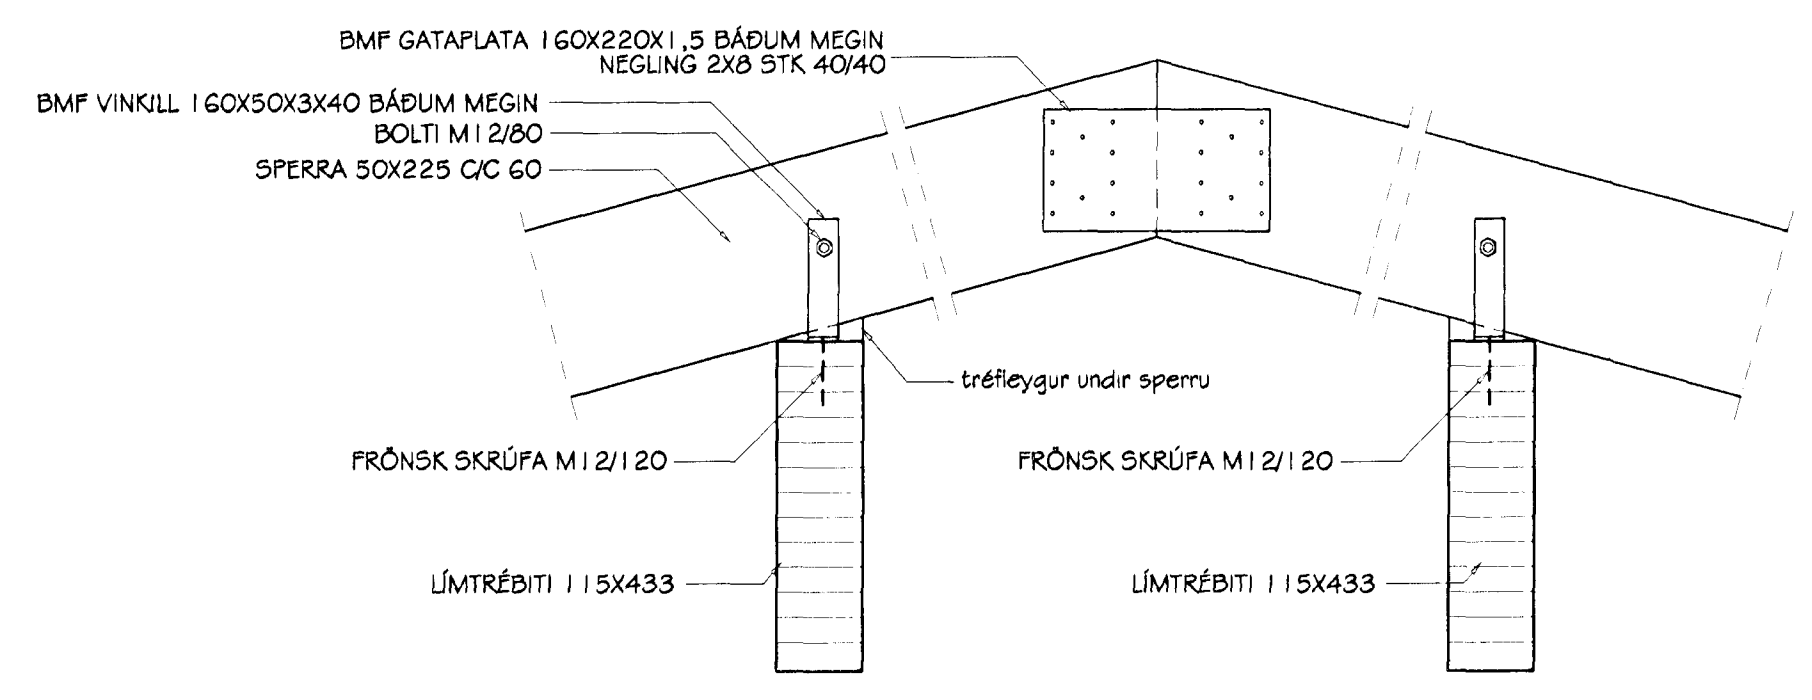 BMF GATAPLATA 160X220X1,5 BÁÐUM MEGIN
NEGLING 2X8 STK 40/40
BMF VINKILL 160X50X3X40 BÁÐUM MEGIN
BOLTI M12/80
SPERRA 50X225 C/C 60
tréfleygur undir sperru
FRÖNSK SKRÚFA M12/120
FRÖNSK SKRÚFA M12/120
LÍMTRÉBITI 115X433
LÍMTRÉBITI 115X433